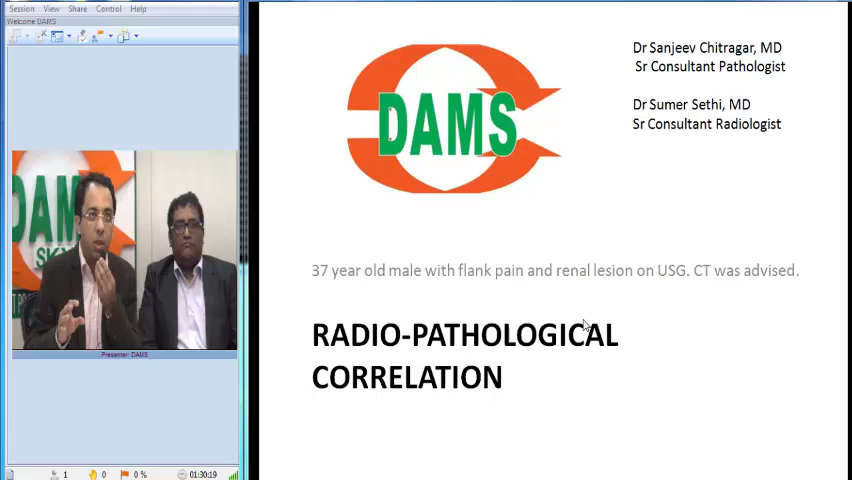 Session View Share Control Help
Welcome DAMS
DAMS
SKY
Presenter: DAMS
1 0 0 % 01:30:19
DAMS
Dr Sanjeev Chitragar, MD
Sr Consultant Pathologist
Dr Sumer Sethi, MD
Sr Consultant Radiologist
37 year old male with flank pain and renal lesion on USG. CT was advised.
RADIO-PATHOLOGICAL
CORRELATION